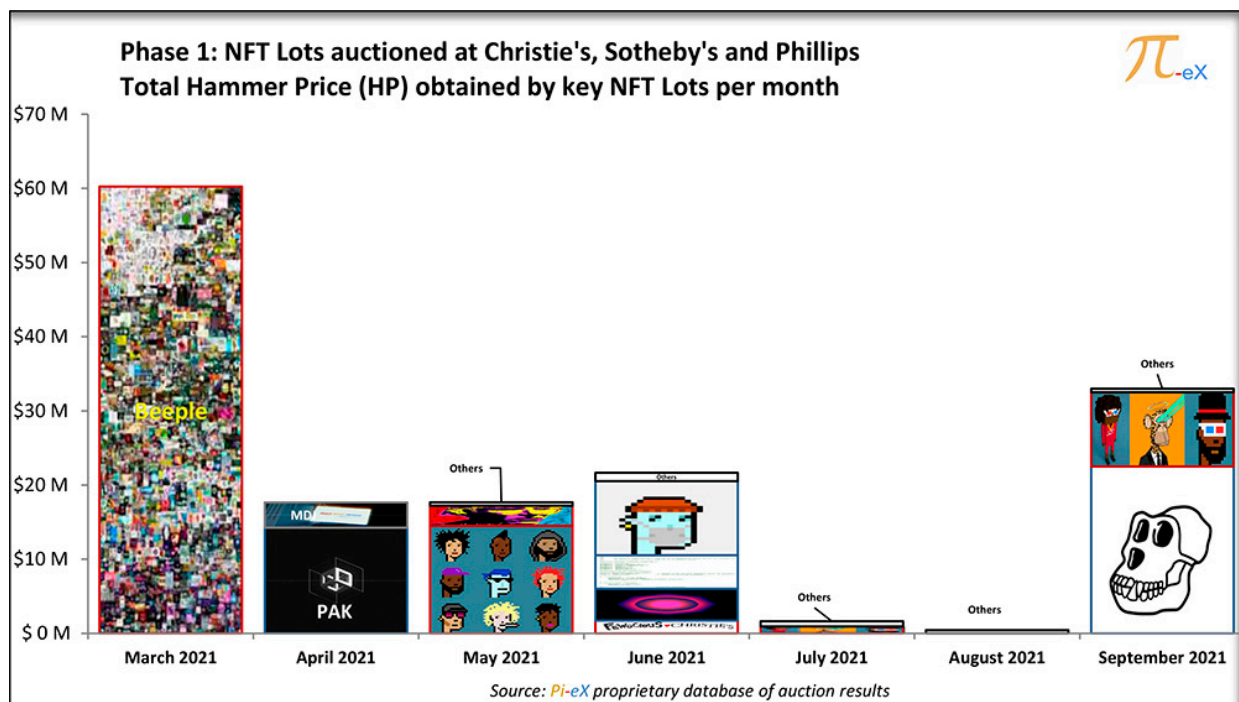 Phase 1: NFT Lots auctioned at Christie's, Sotheby's and Phillips
Total Hammer Price (HP) obtained by key NFT Lots per month
π-eX
$70 M
$60 M
$50 M
$40 M
$30 M
$20 M
$10 M
$ 0 M
Beeple
MD
PAK
Others
Others
FEWOCiOUS CHRISTIE'S
Others
Others
Others
March 2021
April 2021
May 2021
June 2021
July 2021
August 2021
September 2021
Source: Pi-eX proprietary database of auction results